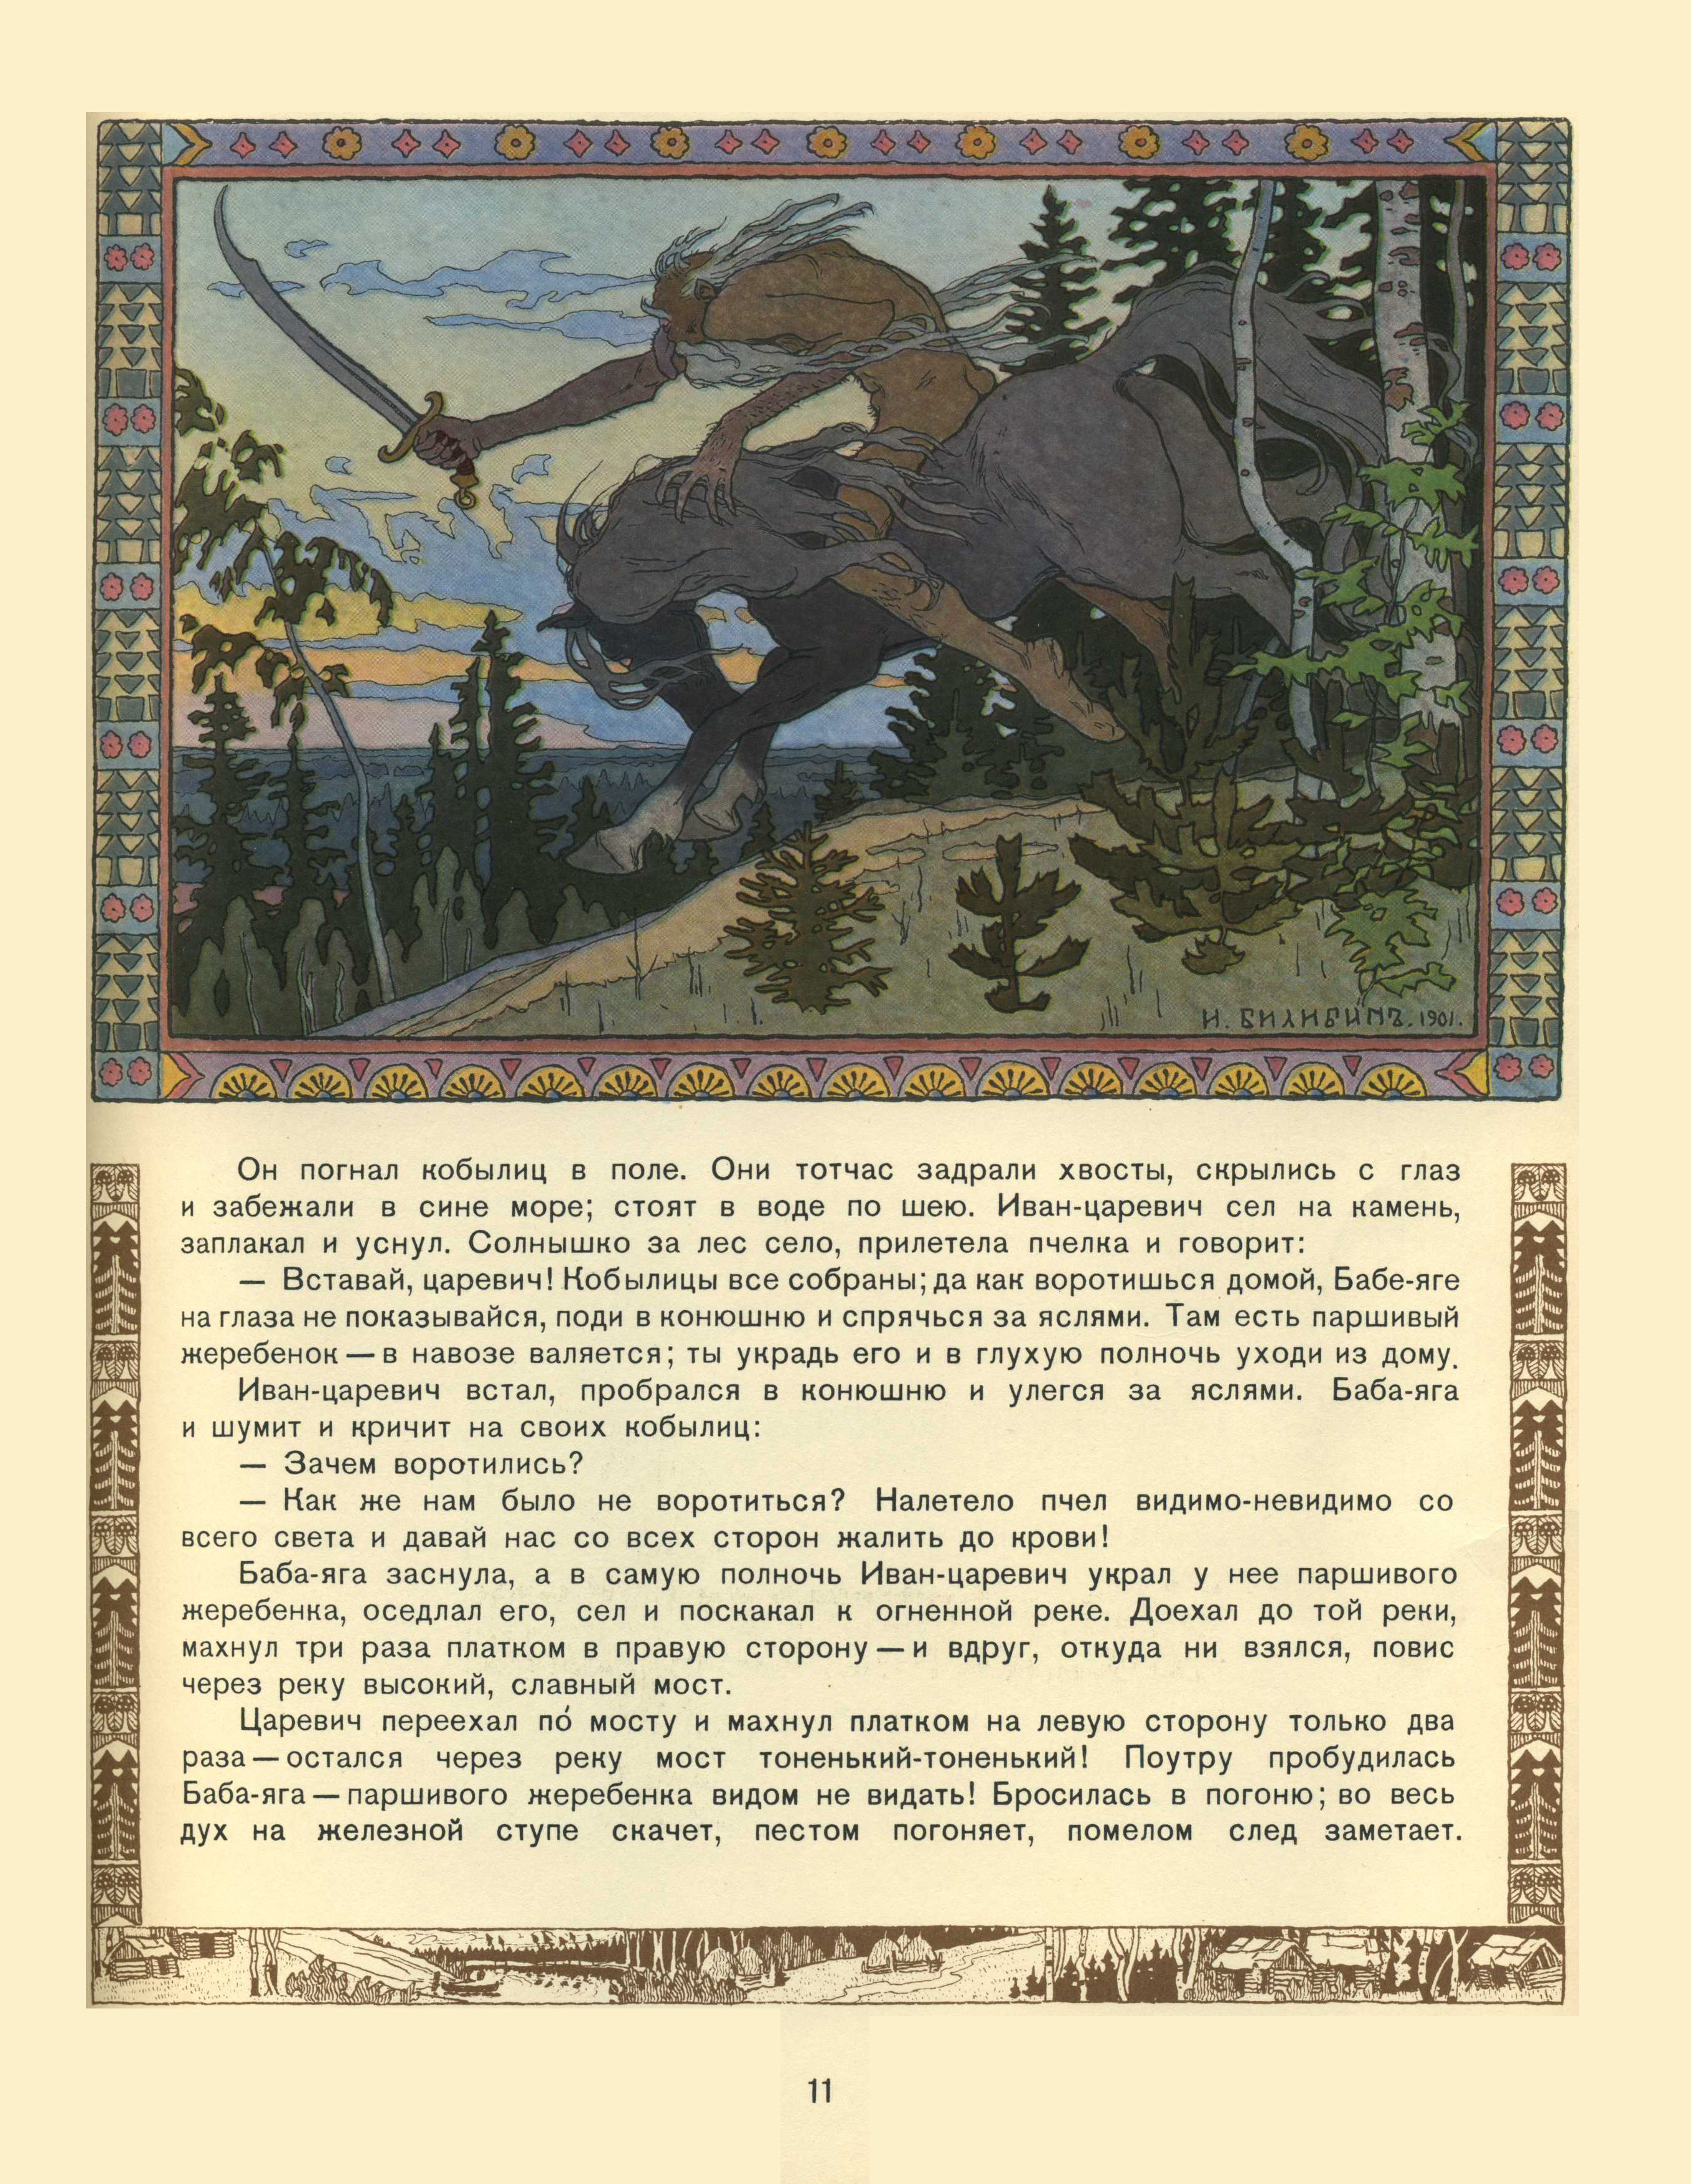 И. БИЛИБИНЪ. 1901.
Он погнал кобылиц в поле. Они тотчас задрали хвосты, скрылись с глаз
и забежали в сине море; стоят в воде по шею. Иван-царевич сел на камень,
заплакал и уснул. Солнышко за лес село, прилетела пчелка и говорит:
— Вставай, царевич! Кобылицы все собраны; да как воротишься домой, Бабе-яге
на глаза не показывайся, поди в конюшню и спрячься за яслями. Там есть паршивый
жеребенок — в навозе валяется; ты украдь его и в глухую полночь уходи из дому.
Иван-царевич встал, пробрался в конюшню и улегся за яслями. Баба-яга
и шумит и кричит на своих кобылиц:
— Зачем воротились?
— Как же нам было не воротиться? Налетело пчел видимо-невидимо со
всего света и давай нас со всех сторон жалить до крови!
Баба-яга заснула, а в самую полночь Иван-царевич украл у нее паршивого
жеребенка, оседлал его, сел и поскакал к огненной реке. Доехал до той реки,
махнул три раза платком в правую сторону — и вдруг, откуда ни взялся, повис
через реку высокий, славный мост.
Царевич переехал по́ мосту и махнул платком на левую сторону только два
раза — остался через реку мост тоненький-тоненький! Поутру пробудилась
Баба-яга — паршивого жеребенка видом не видать! Бросилась в погоню; во весь
дух на железной ступе скачет, пестом погоняет, помелом след заметает.
11